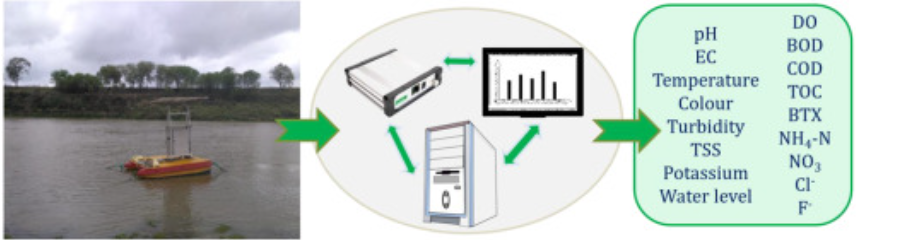 pH
EC
Temperature
Colour
Turbidity
TSS
Potassium
Water level
DO
BOD
COD
TOC
BTX
NH₄-N
NO₃
Cl⁻
F⁻